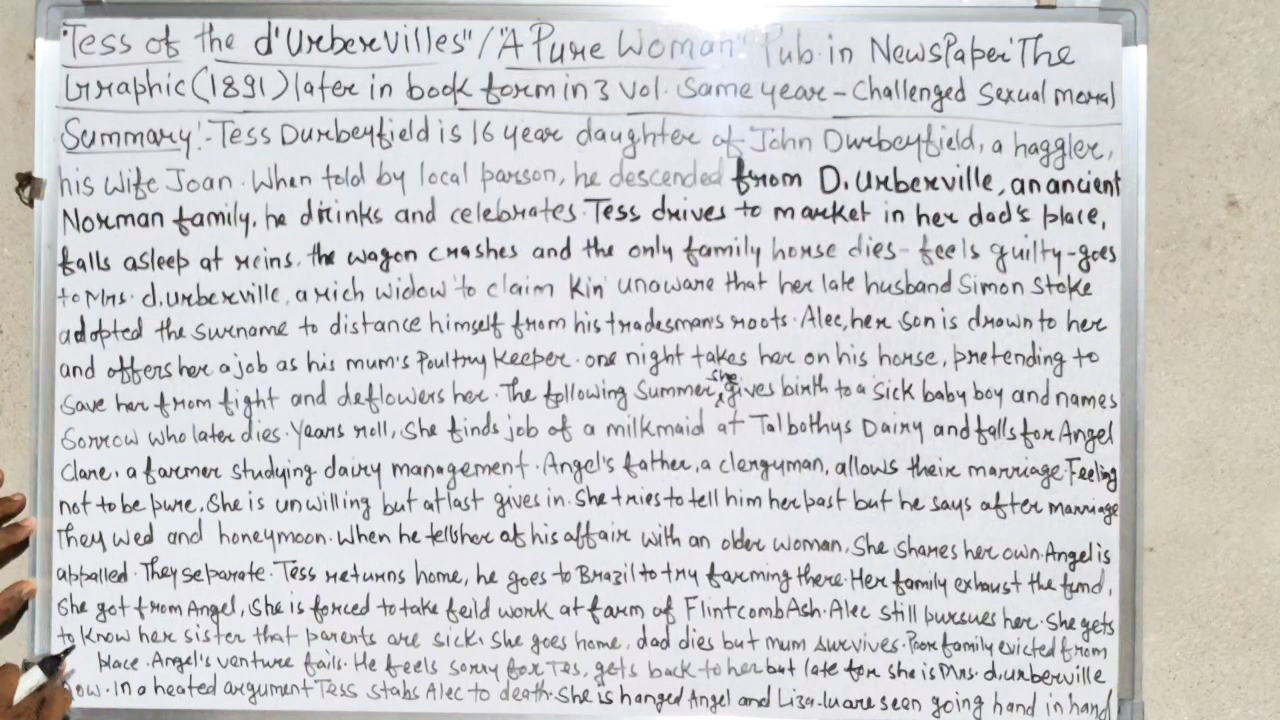 "Tess of the d'Urbervilles"/"A Pure Woman" Pub. in NewsPaper 'The
Graphic (1891) later in book form in 3 vol. Same year - Challenged Sexual moral
Summary:- Tess Durbeyfield is 16 year daughter of John Durbeyfield, a haggler,
his wife Joan. When told by local parson, he descended from D. Urberville, an ancient
Norman family, he drinks and celebrates. Tess drives to market in her dad's place,
falls asleep at reins, the wagon crashes and the only family horse dies - feels guilty - goes
to Mrs. d.urberville, a rich widow to claim kin' unaware that her late husband Simon Stoke
adopted the surname to distance himself from his tradesman's roots. Alec, her son is drawn to her
and offers her a job as his mum's Poultry Keeper. one night takes her on his horse, pretending to
save her from fight and deflowers her. The following Summer, she gives birth to a sick baby boy and names
Sorrow who later dies. Years roll, She finds job of a milkmaid at Talbothys Dairy and falls for Angel
Clare, a farmer studying dairy management. Angel's father, a clergyman, allows their marriage. Feeling
not to be pure, She is unwilling but at last gives in. She tries to tell him her past but he says after marriage
They wed and honeymoon. When he tells her of his affair with an older woman, She shares her own. Angel is
appalled. They separate. Tess returns home, he goes to Brazil to try farming there. Her family exhaust the fund,
She got from Angel, She is forced to take feild work at farm of FlintcombAsh. Alec still pursues her. She gets
to know her sister that parents are sick, She goes home, dad dies but mum survives. Poor family evicted from
place. Angel's venture fails. He feels sorry for Tes, gets back to her but late for she is Mrs. d.urberville
now. In a heated argument Tess stabs Alec to death. She is hanged Angel and Liza-lu are seen going hand in hand